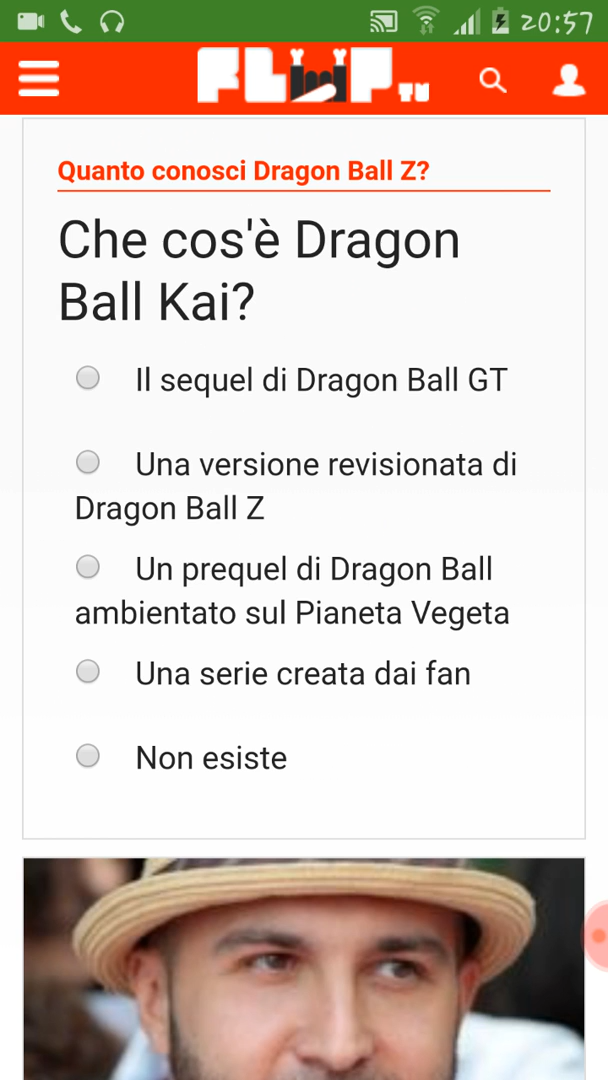 20:57
FLOP TV
Quanto conosci Dragon Ball Z?
Che cos'è Dragon
Ball Kai?
Il sequel di Dragon Ball GT
Una versione revisionata di
Dragon Ball Z
Un prequel di Dragon Ball
ambientato sul Pianeta Vegeta
Una serie creata dai fan
Non esiste